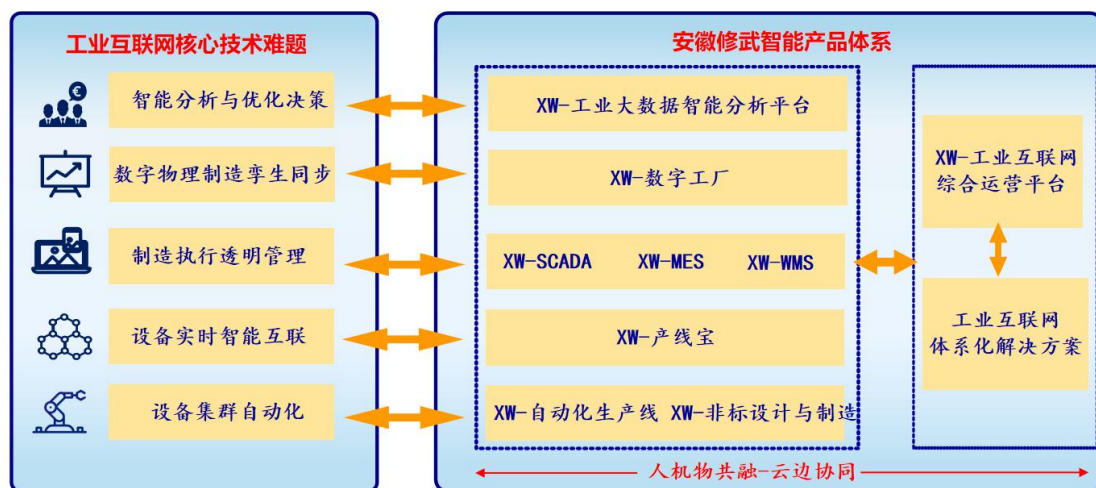 工业互联网核心技术难题
智能分析与优化决策
数字物理制造孪生同步
制造执行透明管理
设备实时智能互联
设备集群自动化
安徽修武智能产品体系
XW-工业大数据智能分析平台
XW-数字工厂
XW-SCADA XW-MES XW-WMS
XW-产线宝
XW-自动化生产线 XW-非标设计与制造
XW-工业互联网
综合运营平台
工业互联网
体系化解决方案
人机物共融-云边协同